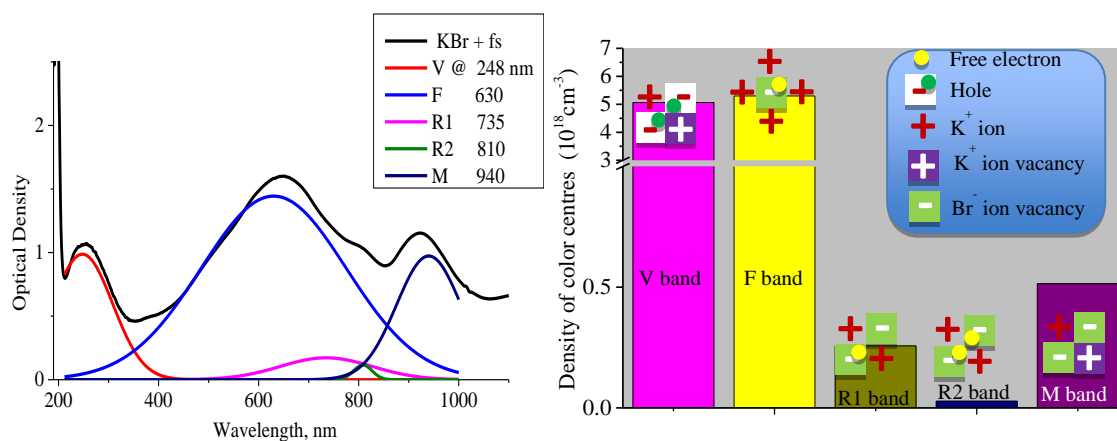 KBr + fs
V @ 248 nm
F 630
R1 735
R2 810
M 940
2
1
0
Optical Density
200 400 600 800 1000
Wavelength, nm
7
6
5
4
3
0.5
0.0
Density of color centres (10¹⁸cm⁻³)
Free electron
Hole
K⁺ ion
K⁺ ion vacancy
Br⁻ ion vacancy
V band
F band
R1 band
R2 band
M band